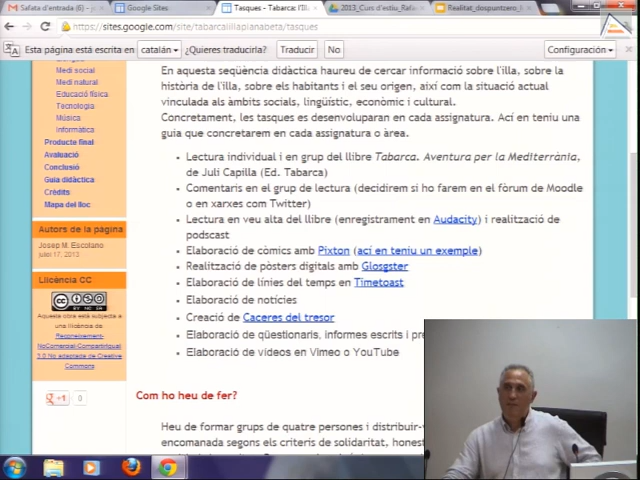 Safata d'entrada (1) - jo
Google Sites
Tasques - Tabarca: l'Il
2013_Curs d'estiu_Rafa
Realitat_despuntzero_I
https://sites.google.com/site/tabarcalillaplanabeta/tasques
Esta página está escrita en catalán ¿Quieres traducirla? Traducir No Configuración
Medi social
Medi natural
Educació física
Tecnologia
Música
Informàtica
Producte final
Avaluació
Conclusió
Guia didàctica
Crèdits
Mapa del lloc
Autors de la pàgina
Josep M. Escolano
juliol 17, 2013
Llicència CC
Aquesta obra està subjecta
a una llicència de
Reconeixement-
NoComercial-CompartirIgual
3.0 No adaptada de Creative
Commons
+1 0
En aquesta seqüència didàctica haureu de cercar informació sobre l'illa, sobre la
història de l'illa, sobre els habitants i el seu origen, així com la situació actual
vinculada als àmbits socials, lingüístic, econòmic i cultural.
Concretament, les tasques es desenvoluparan en cada assignatura. Ací en teniu una
guia que concretarem en cada assignatura o àrea.
Lectura individual i en grup del llibre Tabarca. Aventura per la Mediterrània,
de Juli Capilla (Ed. Tabarca)
Comentaris en el grup de lectura (decidirem si ho farem en el fòrum de Moodle
o en xarxes com Twitter)
Lectura en veu alta del llibre (enregistrament en Audacity) i realització de
podscast
Elaboració de còmics amb Pixton (ací en teniu un exemple)
Realització de pòsters digitals amb Glosgster
Elaboració de línies del temps en Timetoast
Elaboració de notícies
Creació de Caceres del tresor
Elaboració de qüestionaris, informes escrits i pre
Elaboració de vídeos en Vimeo o YouTube
Com ho heu de fer?
Heu de formar grups de quatre persones i distribuir-v
encomanada segons els criteris de solidaritat, honest